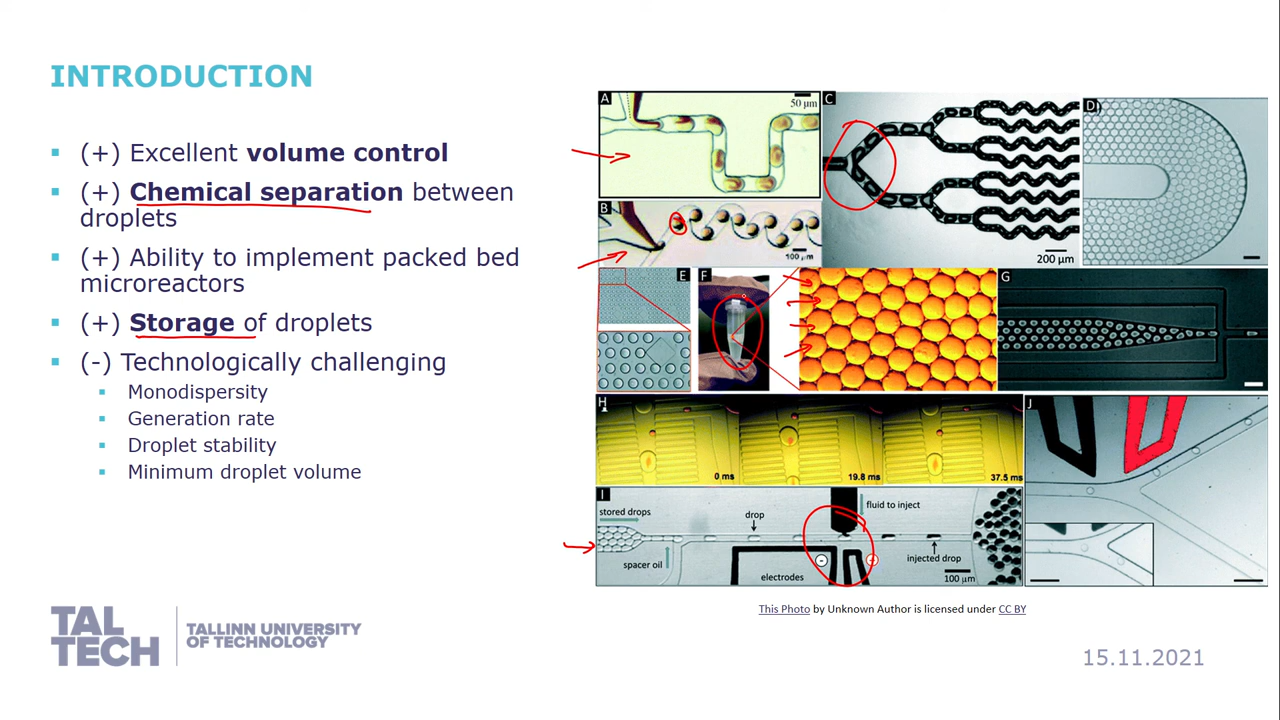 INTRODUCTION
(+) Excellent volume control
(+) Chemical separation between
droplets
(+) Ability to implement packed bed
microreactors
(+) Storage of droplets
(-) Technologically challenging
Monodispersity
Generation rate
Droplet stability
Minimum droplet volume
A
50 µm
B
100 µm
C
200 µm
D
E
F
G
H
0 ms
19.8 ms
37.5 ms
I
stored drops
drop
fluid to inject
spacer oil
electrodes
-
injected drop
100 µm
J
This Photo by Unknown Author is licensed under CC BY
TAL
TECH
TALLINN UNIVERSITY
OF TECHNOLOGY
15.11.2021